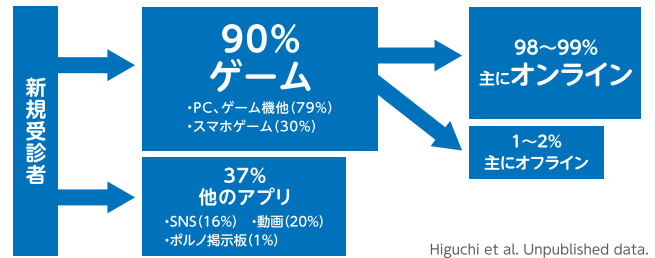 新規受診者
90%
ゲーム
・PC、ゲーム機他(79%)
・スマホゲーム(30%)
98〜99%
主にオンライン
1〜2%
主にオフライン
37%
他のアプリ
・SNS(16%) ・動画(20%)
・ポルノ掲示板(1%)
Higuchi et al. Unpublished data.